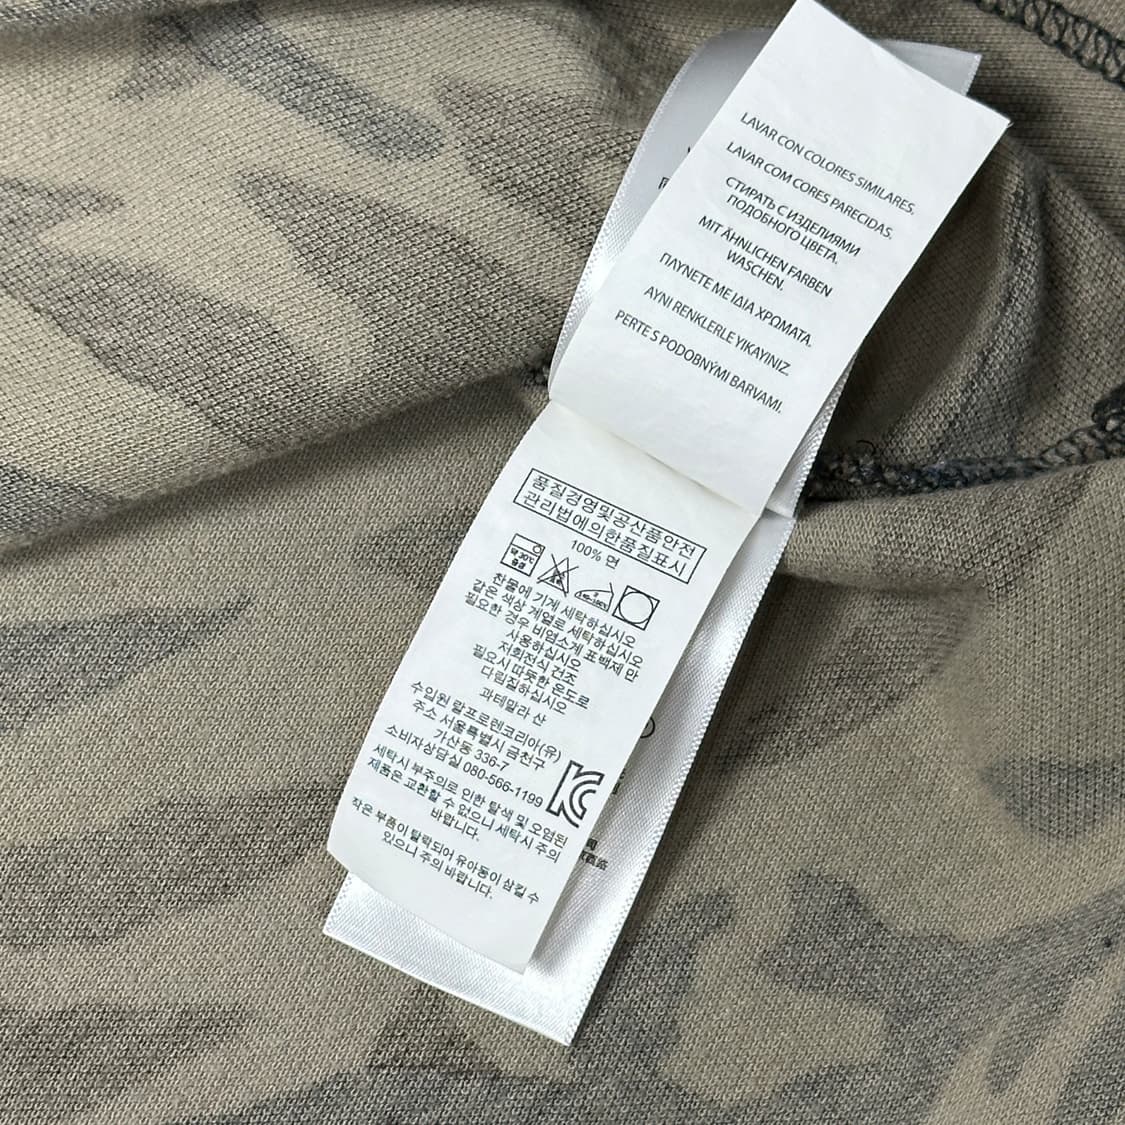 LAVAR CON COLORES SIMILARES.
LAVAR COM CORES PARECIDAS.
СТИРАТЬ С ИЗДЕЛИЯМИ
ПОДОБНОГО ЦВЕТА.
MIT ÄHNLICHEN FARBEN
WASCHEN.
ΠΛΥΝΕΤΕ ΜΕ ΙΔΙΑ ΧΡΩΜΑΤΑ.
AYNI RENKLERLE YIKAYINIZ.
PERTE S PODOBNÝMI BARVAMI.
품질경영및공산품안전
관리법에의한품질표시
100% 면
약 30℃
중성
찬물에 기계 세탁하십시오
같은 색상 계열로 세탁하십시오
필요한 경우 비염소계 표백제 만
사용하십시오
저회전식 건조
필요시 따듯한 온도로
다림질하십시오
과테말라 산
수입원 랄프로렌코리아(유)
주소 서울특별시 금천구
가산동 336-7
소비자상담실 080-566-1199
세탁시 부주의로 인한 탈색 및 오염된
제품은 교환할 수 없으니 세탁시 주의
바랍니다.
작은 부품이 탈락되어 유아동이 삼킬 수
있으니 주의 바랍니다.